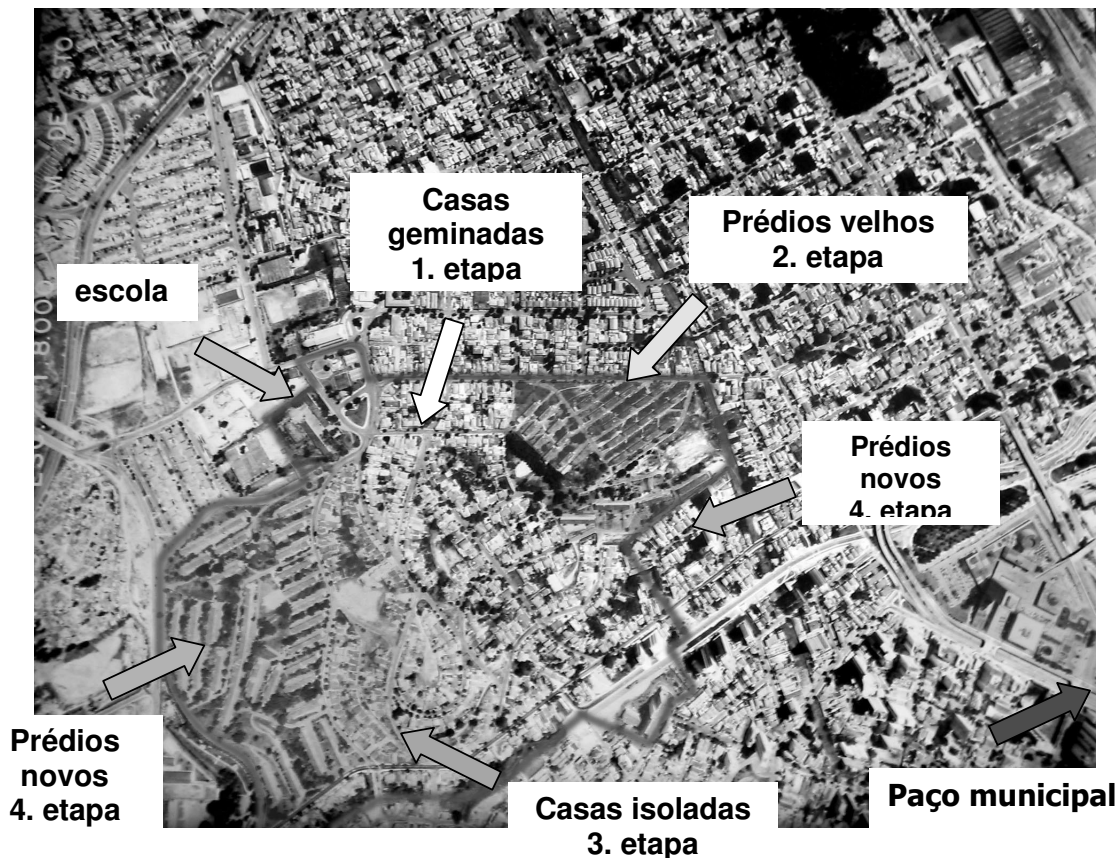 Casas
geminadas
1. etapa
Prédios velhos
2. etapa
escola
Prédios
novos
4. etapa
Prédios
novos
4. etapa
Casas isoladas
3. etapa
Paço municipal